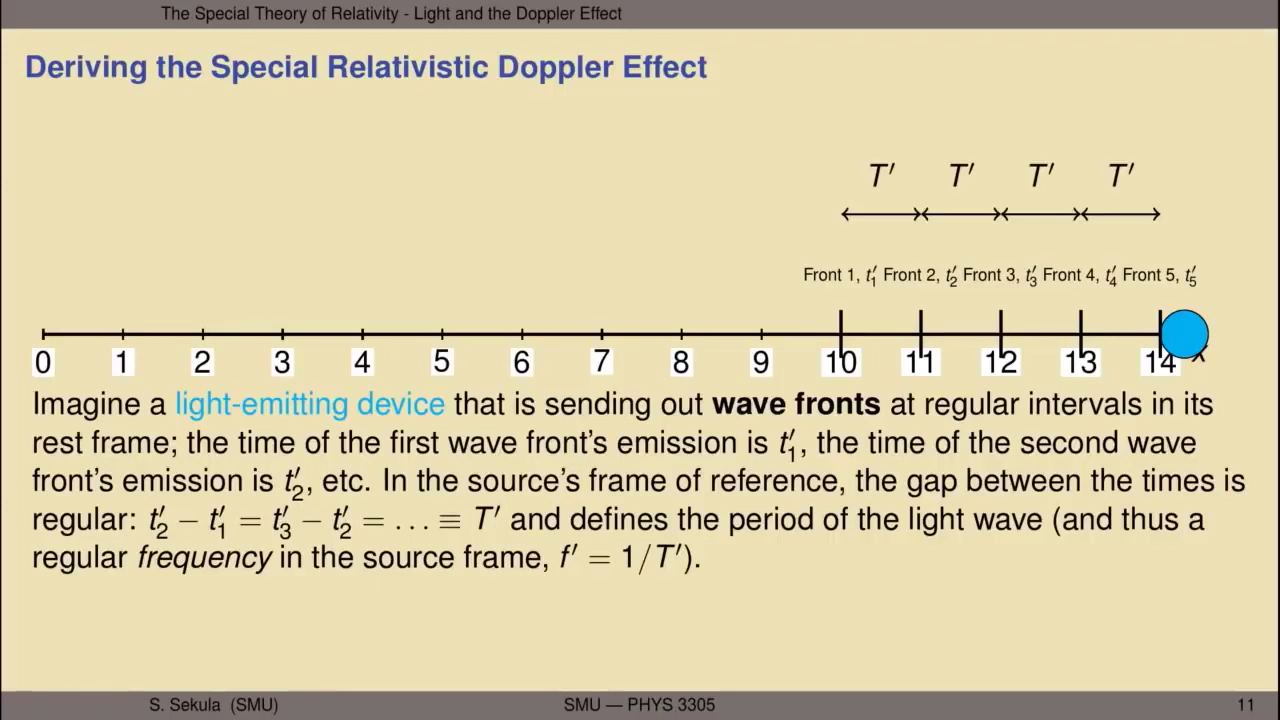 The Special Theory of Relativity - Light and the Doppler Effect
Deriving the Special Relativistic Doppler Effect
T′ T′ T′ T′
Front 1, t′₁ Front 2, t′₂ Front 3, t′₃ Front 4, t′₄ Front 5, t′₅
0 1 2 3 4 5 6 7 8 9 10 11 12 13 14
Imagine a light-emitting device that is sending out wave fronts at regular intervals in its
rest frame; the time of the first wave front's emission is t′₁, the time of the second wave
front's emission is t′₂, etc. In the source's frame of reference, the gap between the times is
regular: t′₂ − t′₁ = t′₃ − t′₂ = . . . ≡ T′ and defines the period of the light wave (and thus a
regular frequency in the source frame, f′ = 1/T′).
S. Sekula (SMU) SMU — PHYS 3305 11